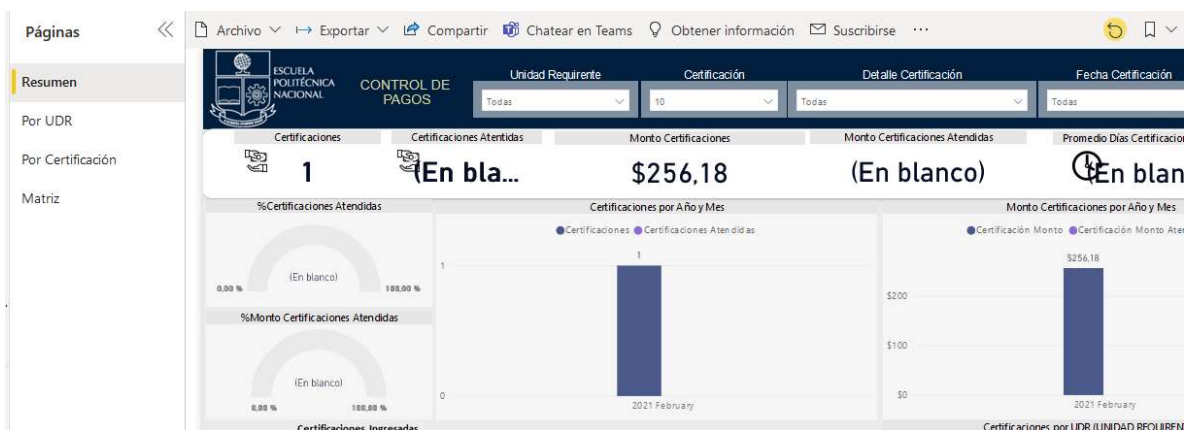 Páginas
Archivo
Exportar
Compartir
Chatear en Teams
Obtener información
Suscribirse
Resumen
Por UDR
Por Certificación
Matriz
ESCUELA
POLITÉCNICA
NACIONAL
CONTROL DE
PAGOS
Unidad Requirente
Certificación
Detalle Certificación
Fecha Certificación
Todas
10
Todas
Todas
Certificaciones
Certificaciones Atentidas
Monto Certificaciones
Monto Certificaciones Atendidas
Promedio Días Certificacion
1
(En bla...
$256,18
(En blanco)
(En blan
%Certificaciones Atendidas
(En blanco)
0,00 %
100,00 %
%Monto Certificaciones Atendidas
(En blanco)
0,00 %
100,00 %
Certificaciones por Año y Mes
Certificaciones Certificaciones Atendidas
1
1
0
2021 February
Monto Certificaciones por Año y Mes
Certificación Monto Certificación Monto Aten
$256,18
$200
$100
$0
2021 February
Certificaciones Ingresadas
Certificaciones por UDR (UNIDAD REQUIREN